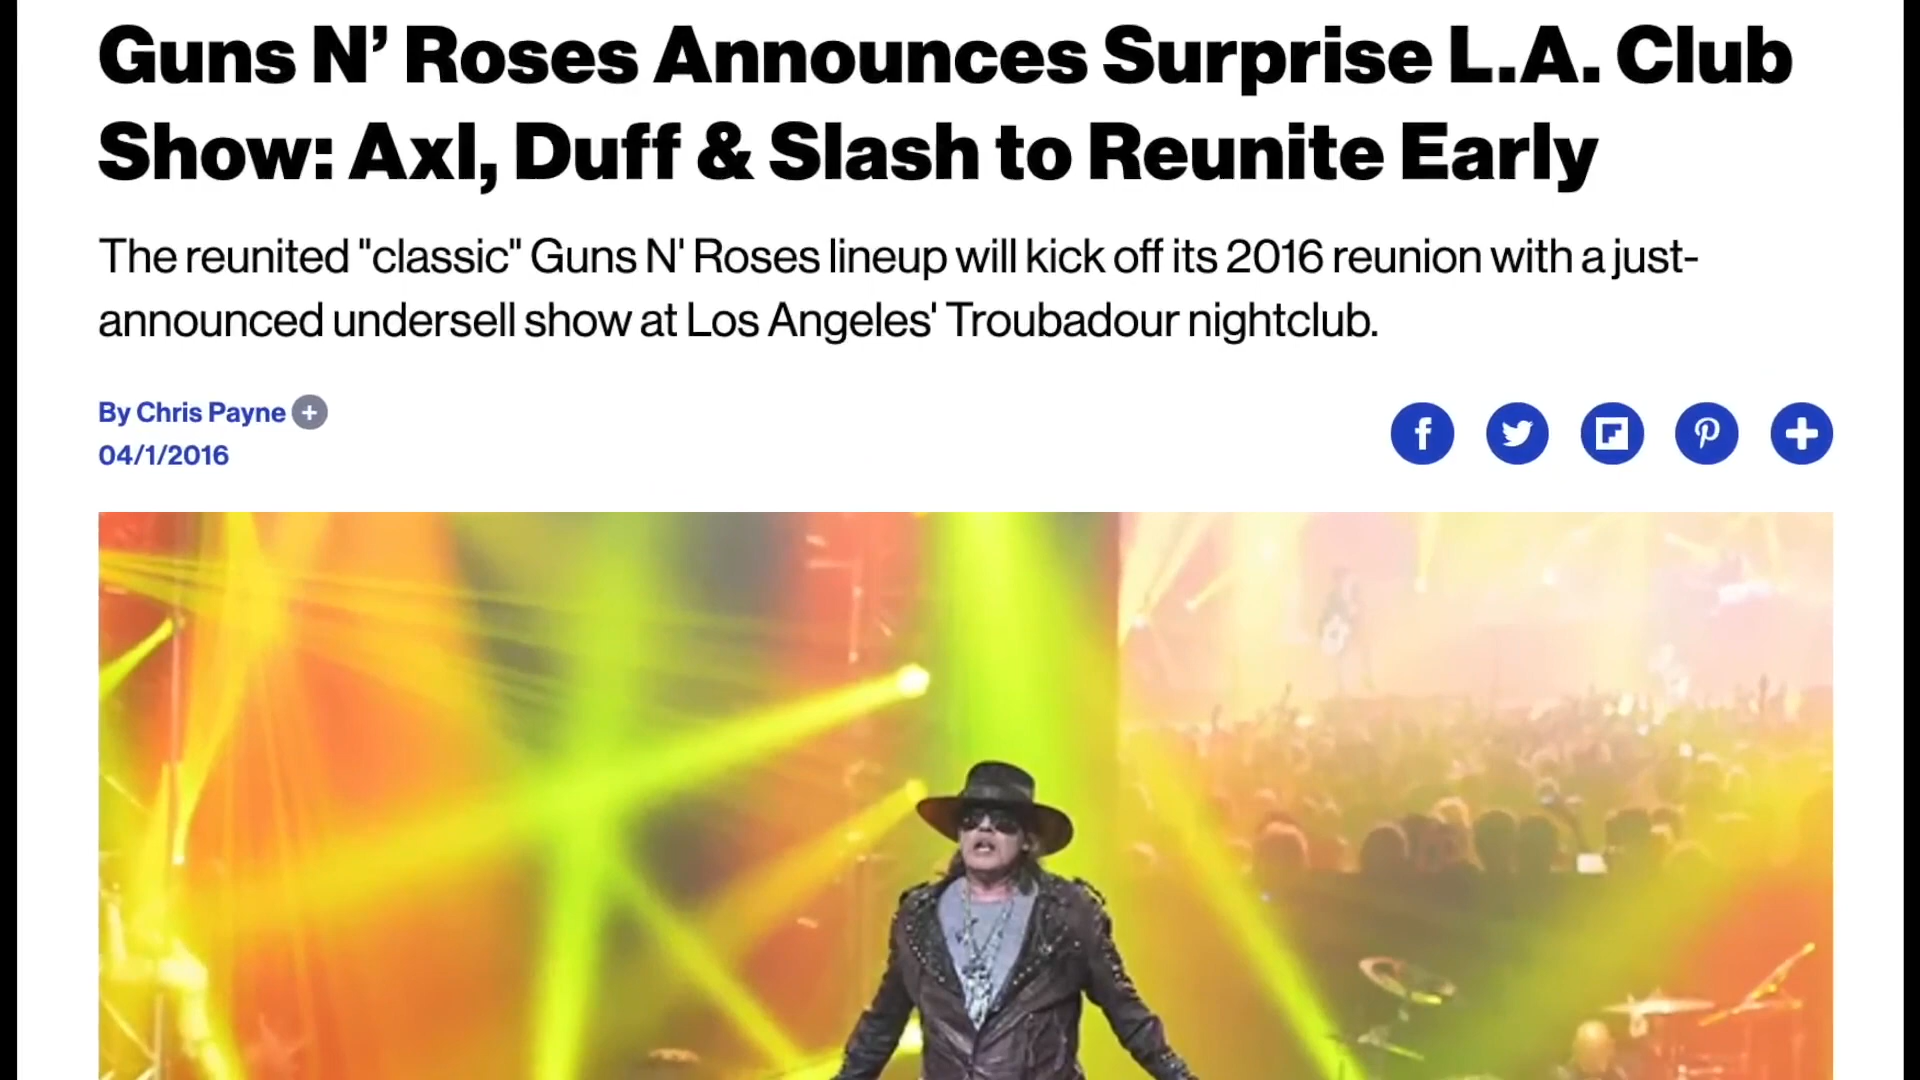 Guns N’ Roses Announces Surprise L.A. Club
Show: Axl, Duff & Slash to Reunite Early
The reunited "classic" Guns N' Roses lineup will kick off its 2016 reunion with a just-
announced undersell show at Los Angeles' Troubadour nightclub.
By Chris Payne
04/1/2016